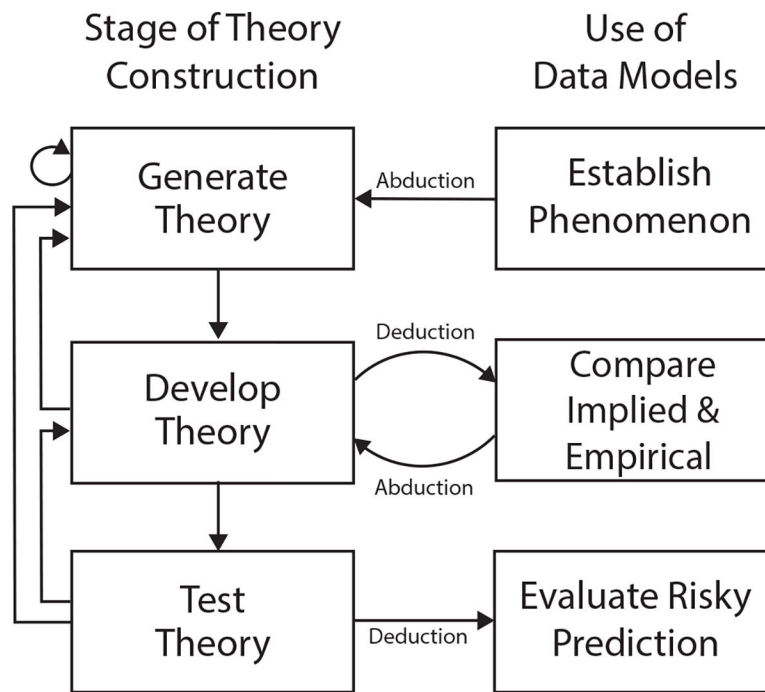 Stage of Theory
Construction
Use of
Data Models
Generate
Theory
Abduction
Establish
Phenomenon
Develop
Theory
Deduction
Abduction
Compare
Implied &
Empirical
Test
Theory
Deduction
Evaluate Risky
Prediction